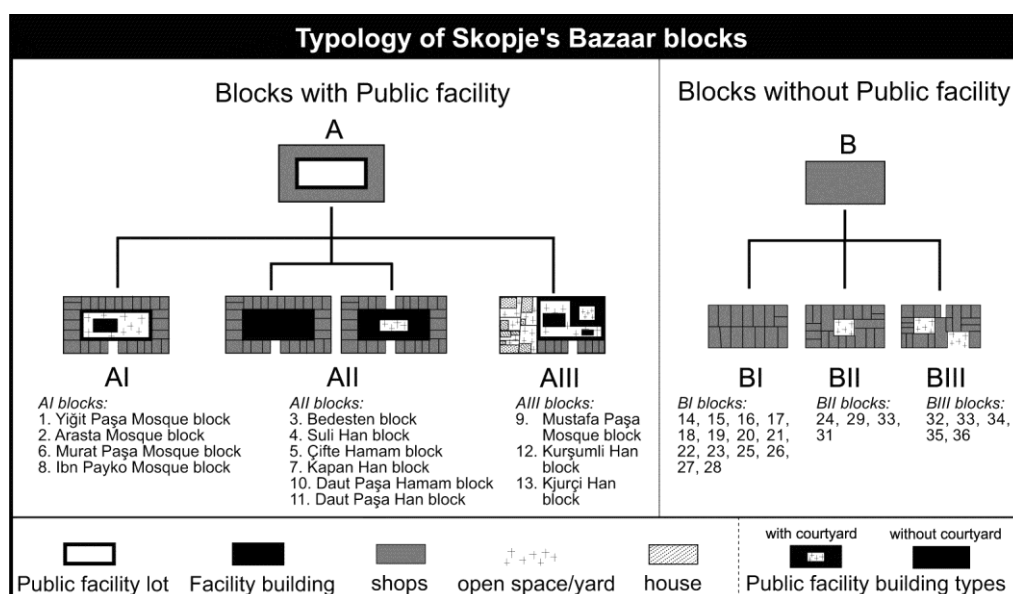 Typology of Skopje's Bazaar blocks
Blocks with Public facility
A
AI
AI blocks:
1. Yiğit Paşa Mosque block
2. Arasta Mosque block
6. Murat Paşa Mosque block
8. Ibn Payko Mosque block
AII
AII blocks:
3. Bedesten block
4. Suli Han block
5. Çifte Hamam block
7. Kapan Han block
10. Daut Paşa Hamam block
11. Daut Paşa Han block
AIII
AIII blocks:
9. Mustafa Paşa
Mosque block
12. Kurşumli Han
block
13. Kjurçi Han
block
Blocks without Public facility
B
BI
BI blocks:
14, 15, 16, 17,
18, 19, 20, 21,
22, 23, 25, 26,
27, 28
BII
BII blocks:
24, 29, 33,
31
BIII
BIII blocks:
32, 33, 34,
35, 36
Public facility lot
Facility building
shops
open space/yard
house
with courtyard
without courtyard
Public facility building types